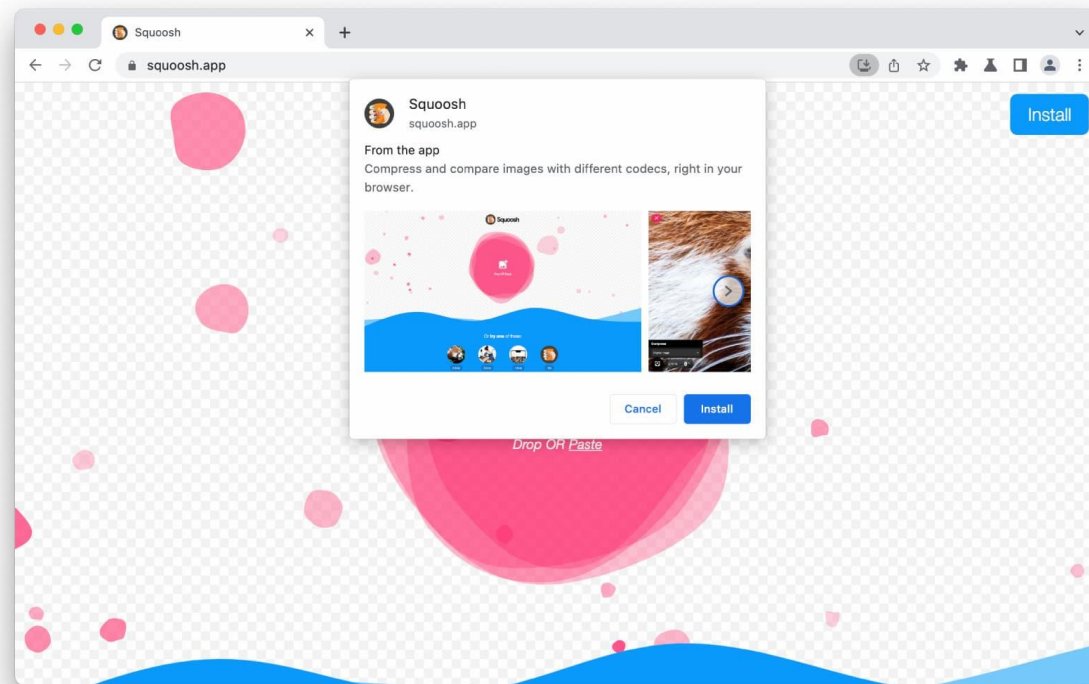 Squoosh
squoosh.app
Install
Squoosh
squoosh.app
From the app
Compress and compare images with different codecs, right in your
browser.
Squoosh
Cancel
Install
Drop OR Paste